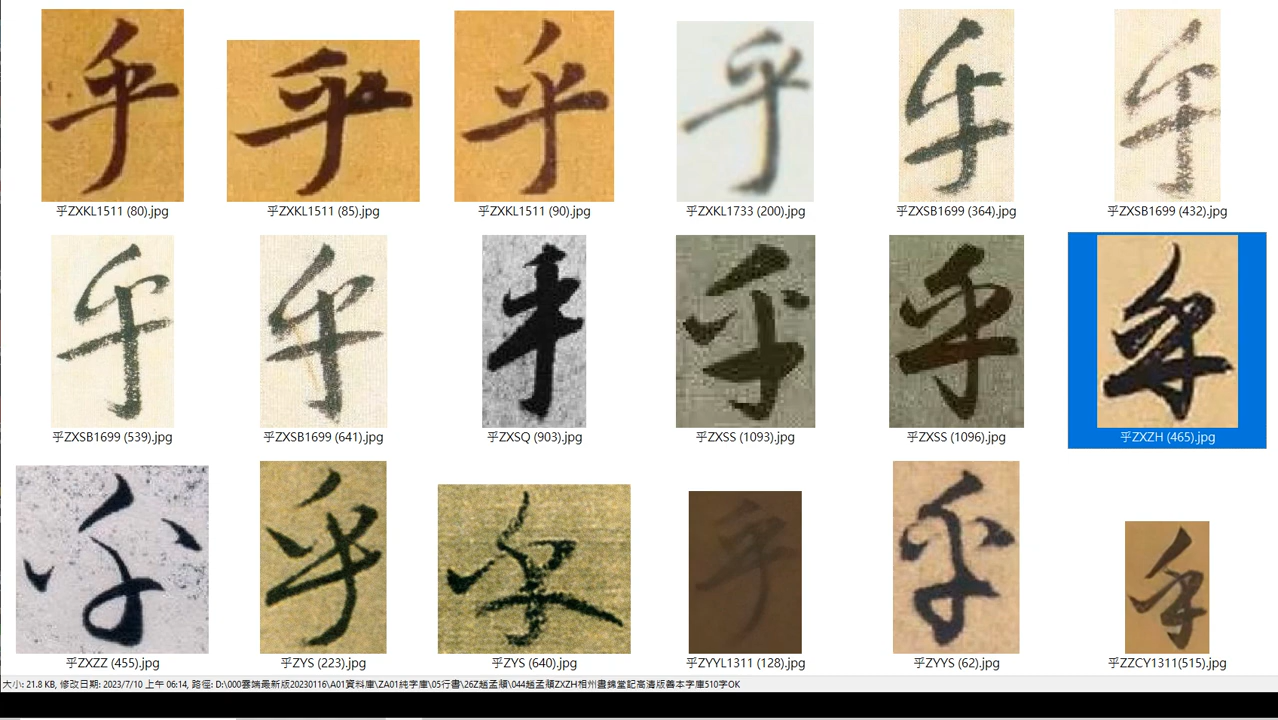 乎 乎 乎 乎 乎 乎
乎ZXKL1511 (80).jpg 乎ZXKL1511 (85).jpg 乎ZXKL1511 (90).jpg 乎ZXKL1733 (200).jpg 乎ZXSB1699 (364).jpg 乎ZXSB1699 (432).jpg
乎 乎 乎 乎 乎 乎
乎ZXSB1699 (539).jpg 乎ZXSB1699 (641).jpg 乎ZXSQ (903).jpg 乎ZXSS (1093).jpg 乎ZXSS (1096).jpg 乎ZXZH (465).jpg
乎 乎 乎 乎 乎 乎
乎ZXZZ (455).jpg 乎ZYS (223).jpg 乎ZYS (640).jpg 乎ZYYL1311 (128).jpg 乎ZYYS (62).jpg 乎ZZCY1311(515).jpg
大小: 21.8 KB, 修改日期: 2023/7/10 上午 06:14, 路徑: D:\000雲端最新版20230116\A01資料庫\ZA01純字庫\05行書\26Z趙孟頫\044趙孟頫ZXZH相州晝錦堂記高清版善本字庫510字OK